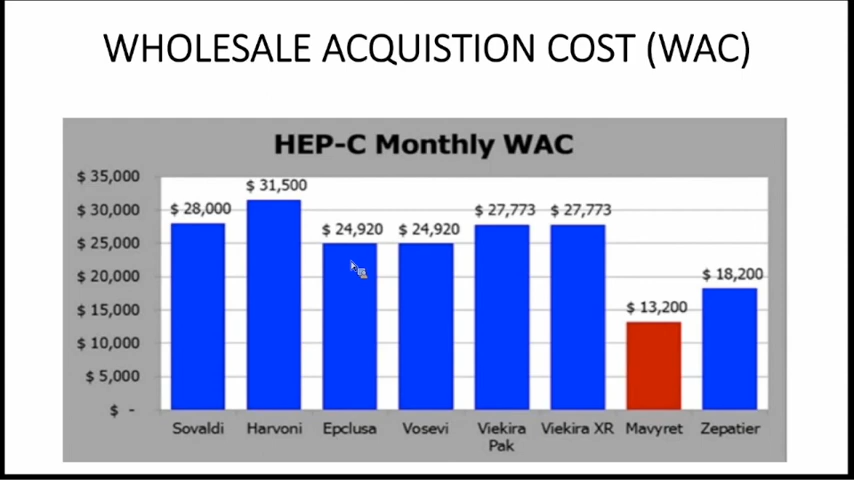 WHOLESALE ACQUISTION COST (WAC)
HEP-C Monthly WAC
$ 35,000
$ 30,000
$ 25,000
$ 20,000
$ 15,000
$ 10,000
$ 5,000
$ -
$ 28,000
$ 31,500
$ 24,920
$ 24,920
$ 27,773
$ 27,773
$ 13,200
$ 18,200
Sovaldi
Harvoni
Epclusa
Vosevi
Viekira
Pak
Viekira XR
Mavyret
Zepatier